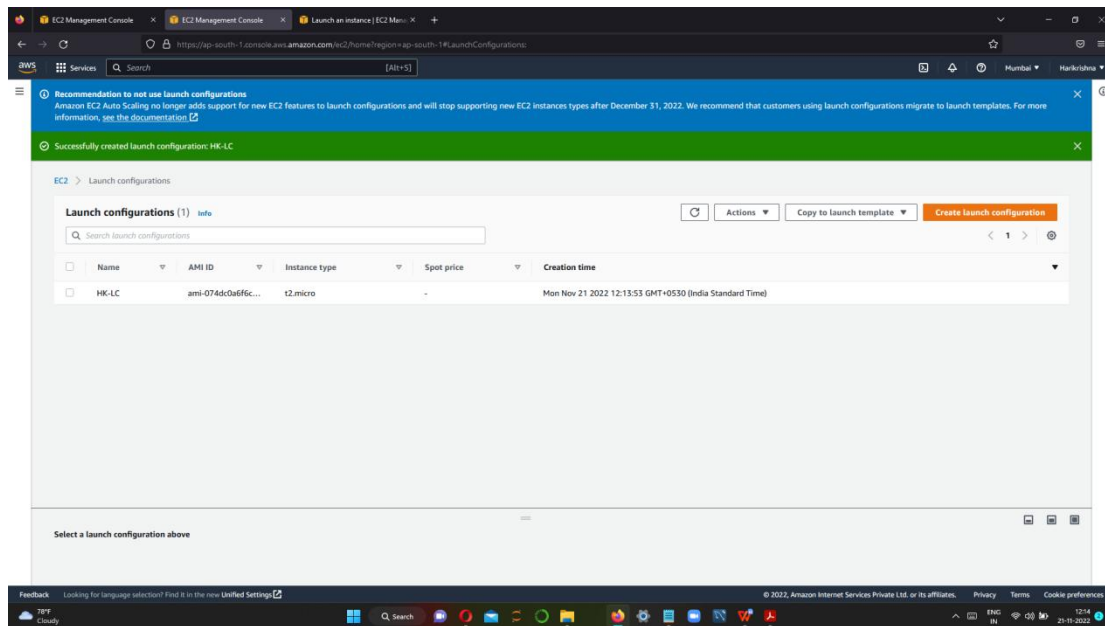 EC2 Management Console
EC2 Management Console
Launch an instance | EC2 Mana
https://ap-south-1.console.aws.amazon.com/ec2/home?region=ap-south-1#LaunchConfigurations:
aws
Services
Search
[Alt+S]
Mumbai
Harikrishna
Recommendation to not use launch configurations
Amazon EC2 Auto Scaling no longer adds support for new EC2 features to launch configurations and will stop supporting new EC2 instances types after December 31, 2022. We recommend that customers using launch configurations migrate to launch templates. For more
information, see the documentation
Successfully created launch configuration: HK-LC
EC2 > Launch configurations
Launch configurations (1) Info
Actions
Copy to launch template
Create launch configuration
Search launch configurations
1
Name
AMI ID
Instance type
Spot price
Creation time
HK-LC
ami-074dc0a6f6c...
t2.micro
-
Mon Nov 21 2022 12:13:53 GMT+0530 (India Standard Time)
Select a launch configuration above
Feedback
Looking for language selection? Find it in the new Unified Settings
© 2022, Amazon Internet Services Private Ltd. or its affiliates.
Privacy
Terms
Cookie preferences
78°F
Cloudy
Search
ENG
IN
12:14
21-11-2022
2